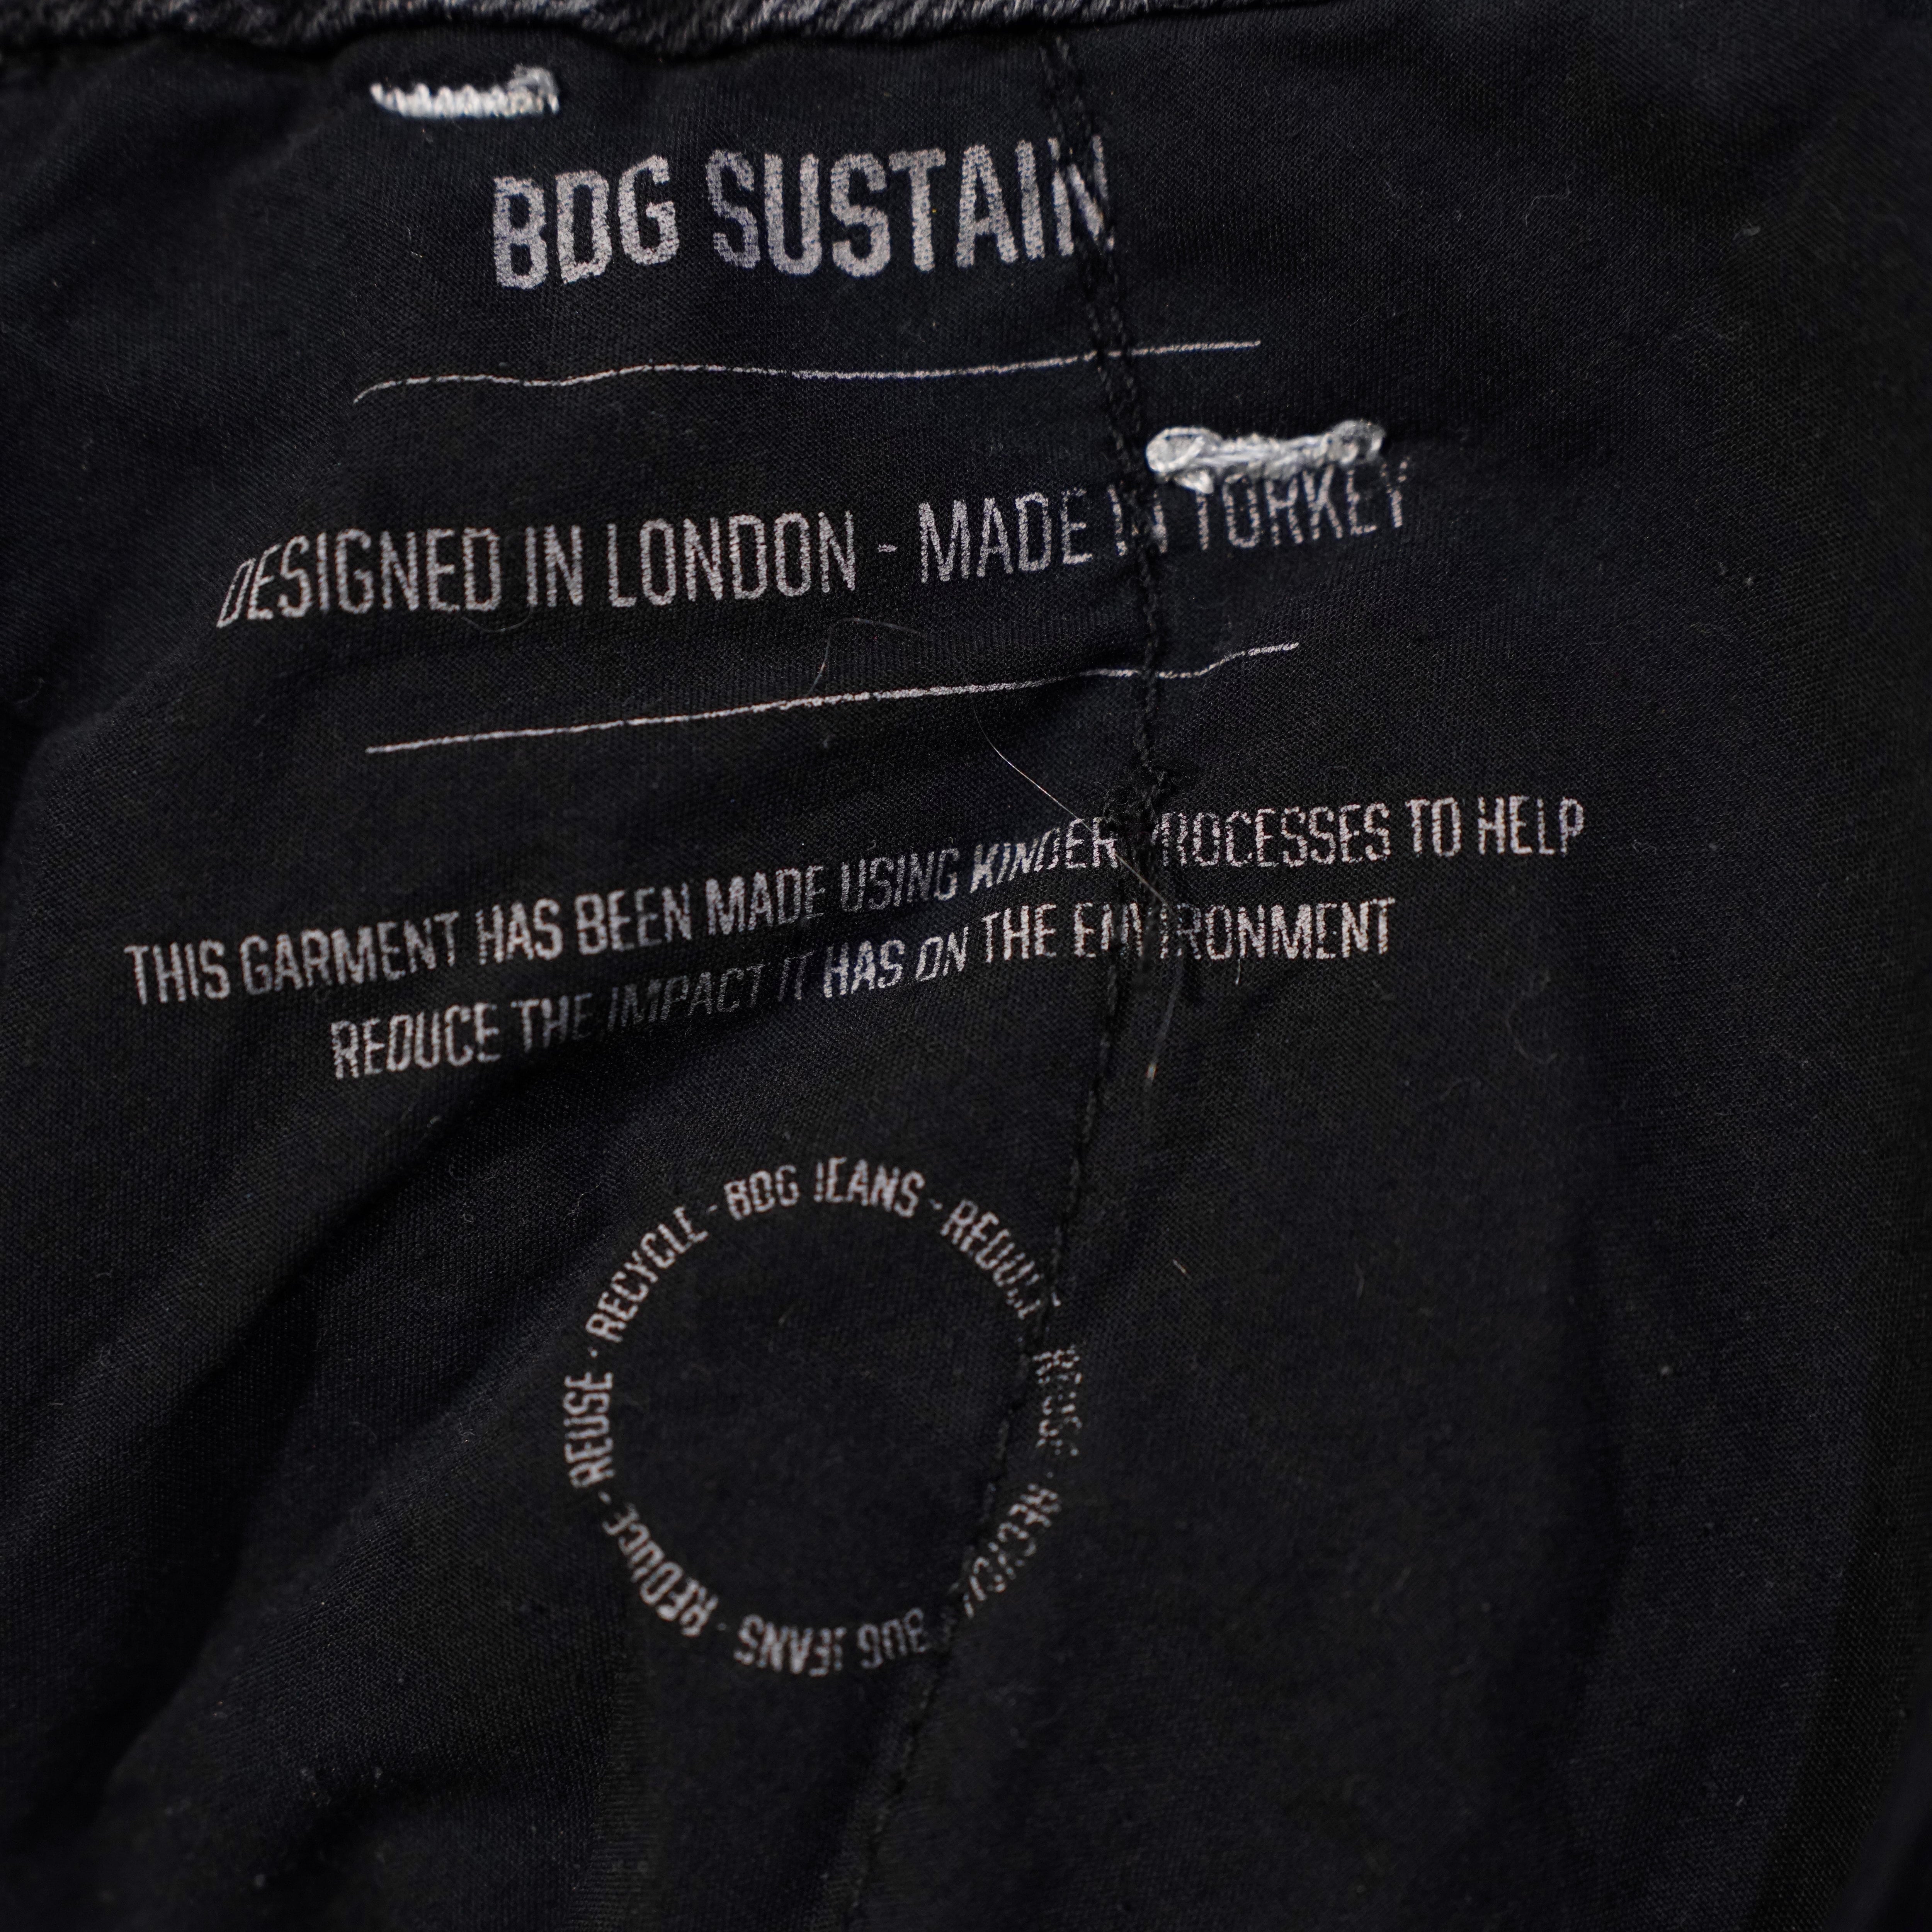 BDG SUSTAIN
DESIGNED IN LONDON - MADE IN TURKEY
THIS GARMENT HAS BEEN MADE USING KINDER PROCESSES TO HELP
REDUCE THE IMPACT IT HAS ON THE ENVIRONMENT
BDG JEANS - REDUCE - REUSE - RECYCLE - BDG JEANS - REDUCE - REUSE - RECYCLE -